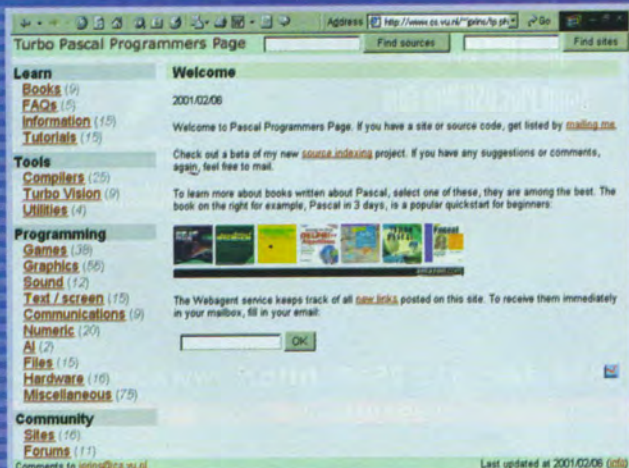 Address http://www.cs.vu.nl/~jprins/tp.ph Go
Turbo Pascal Programmers Page Find sources Find sites
Learn
Books (9)
FAQs (5)
Information (15)
Tutorials (15)
Tools
Compilers (25)
Turbo Vision (9)
Utilities (4)
Programming
Games (38)
Graphics (56)
Sound (12)
Text / screen (15)
Communications (9)
Numeric (20)
AI (2)
Files (15)
Hardware (16)
Miscellaneous (75)
Community
Sites (16)
Forums (11)
Comments to jprins@cs.vu.nl
Welcome
2001/02/06
Welcome to Pascal Programmers Page. If you have a site or source code, get listed by mailing me.
Check out a beta of my new source indexing project. If you have any suggestions or comments,
again, feel free to mail.
To learn more about books written about Pascal, select one of these, they are among the best. The
book on the right for example, Pascal in 3 days, is a popular quickstart for beginners:
The Webagent service keeps track of all new links posted on this site. To receive them immediately
in your mailbox, fill in your email:
OK
Last updated at 2001/02/06 (info)